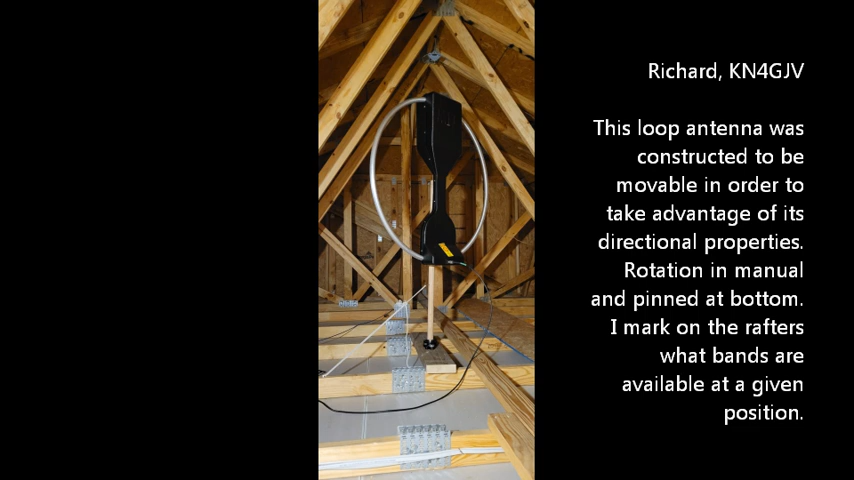 Richard, KN4GJV
This loop antenna was
constructed to be
movable in order to
take advantage of its
directional properties.
Rotation in manual
and pinned at bottom.
I mark on the rafters
what bands are
available at a given
position.